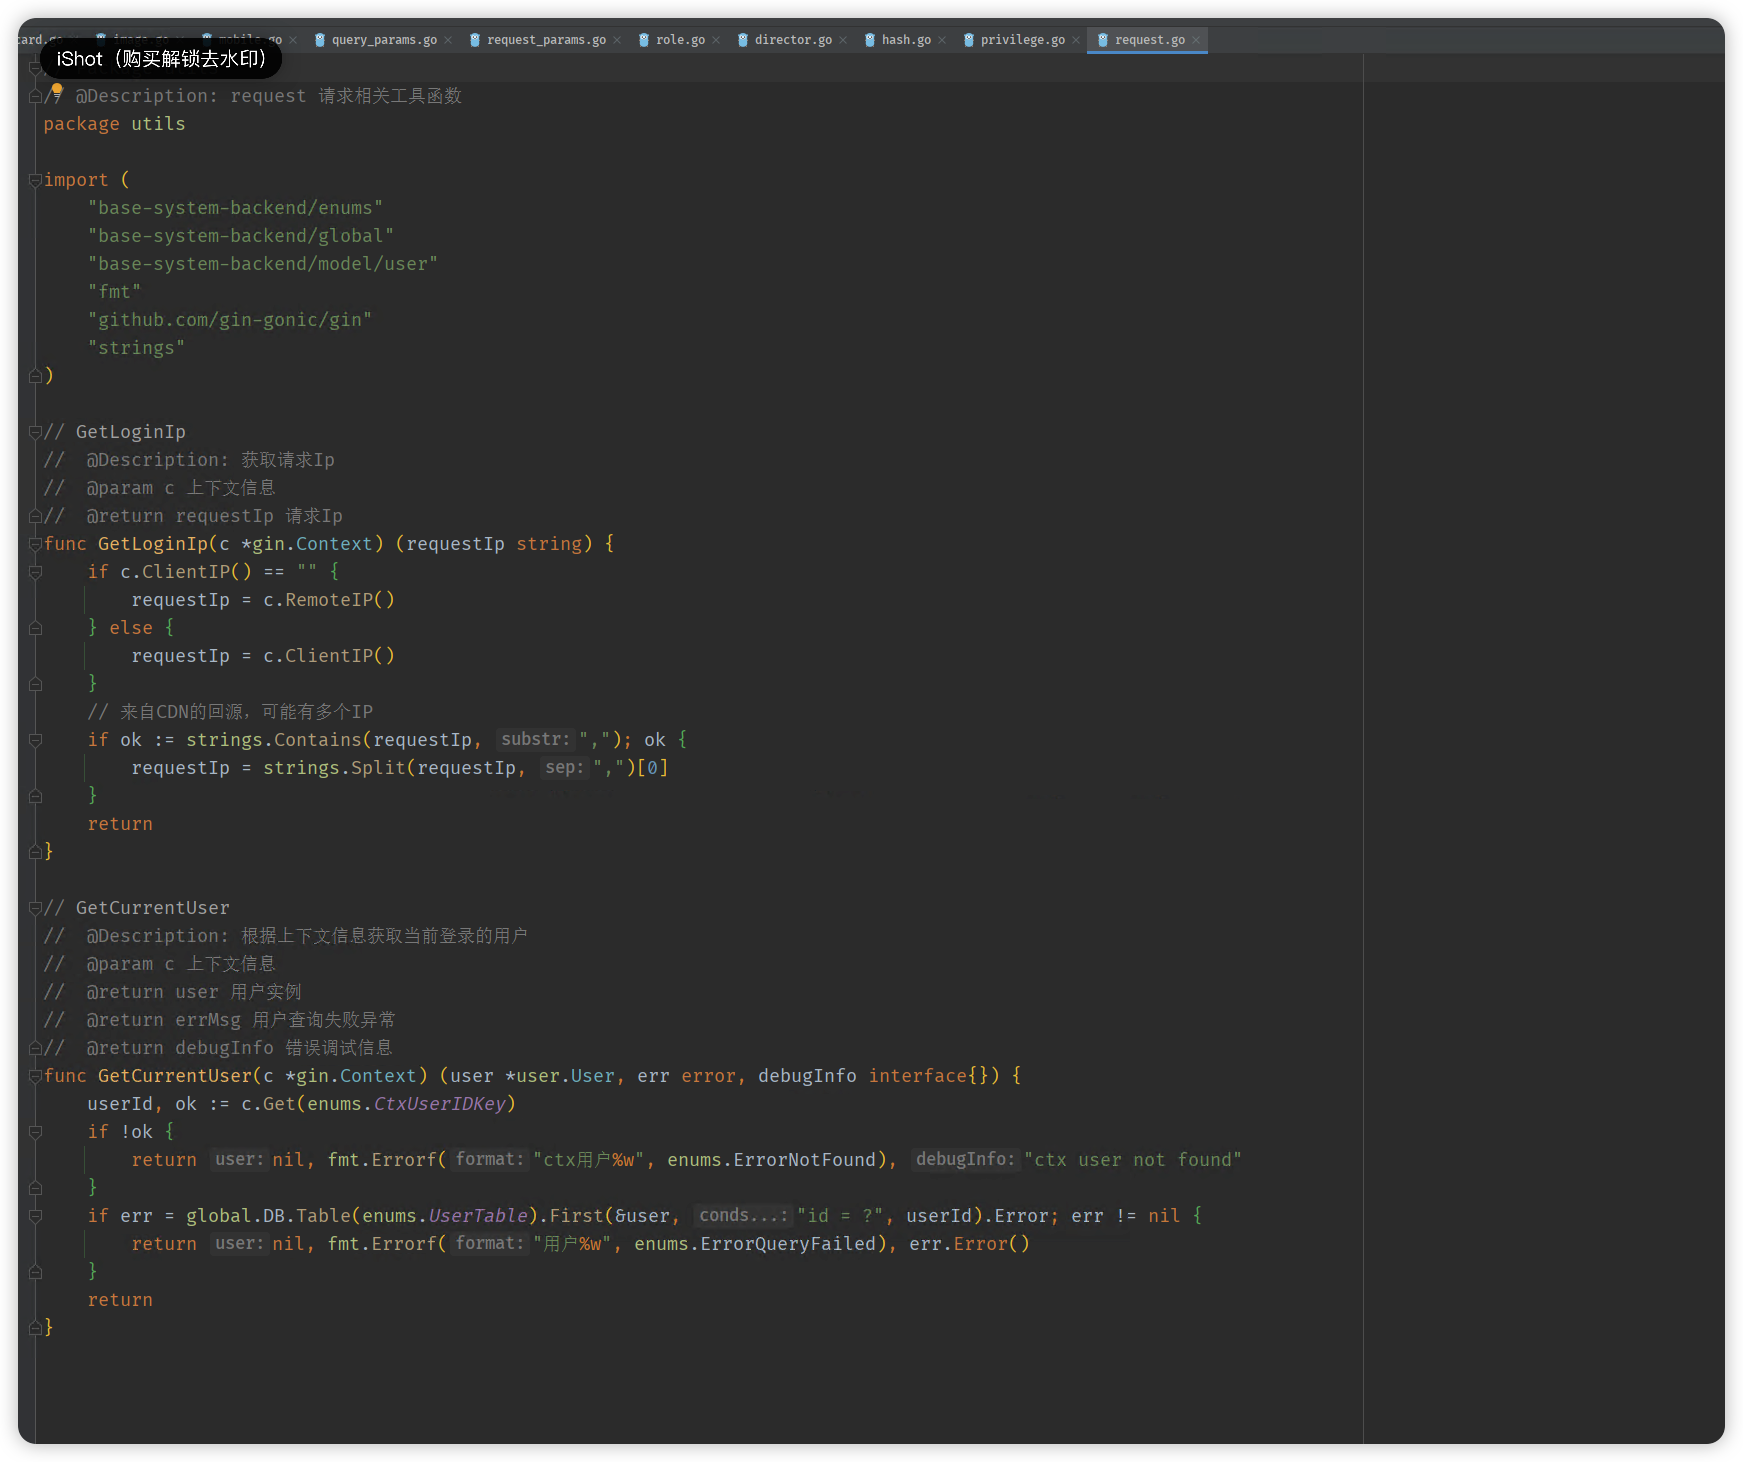 query_params.go request_params.go role.go director.go hash.go privilege.go request.go
iShot（购买解锁去水印）
// @Description: request 请求相关工具函数
package utils
import (
"base-system-backend/enums"
"base-system-backend/global"
"base-system-backend/model/user"
"fmt"
"github.com/gin-gonic/gin"
"strings"
)
// GetLoginIp
// @Description: 获取请求Ip
// @param c 上下文信息
// @return requestIp 请求Ip
func GetLoginIp(c *gin.Context) (requestIp string) {
if c.ClientIP() == "" {
requestIp = c.RemoteIP()
} else {
requestIp = c.ClientIP()
}
// 来自CDN的回源，可能有多个IP
if ok := strings.Contains(requestIp, substr: ","); ok {
requestIp = strings.Split(requestIp, sep: ",")[0]
}
return
}
// GetCurrentUser
// @Description: 根据上下文信息获取当前登录的用户
// @param c 上下文信息
// @return user 用户实例
// @return errMsg 用户查询失败异常
// @return debugInfo 错误调试信息
func GetCurrentUser(c *gin.Context) (user *user.User, err error, debugInfo interface{}) {
userId, ok := c.Get(enums.CtxUserIDKey)
if !ok {
return user: nil, fmt.Errorf( format: "ctx用户%w", enums.ErrorNotFound), debugInfo: "ctx user not found"
}
if err = global.DB.Table(enums.UserTable).First(&user, conds...: "id = ?", userId).Error; err != nil {
return user: nil, fmt.Errorf( format: "用户%w", enums.ErrorQueryFailed), err.Error()
}
return
}